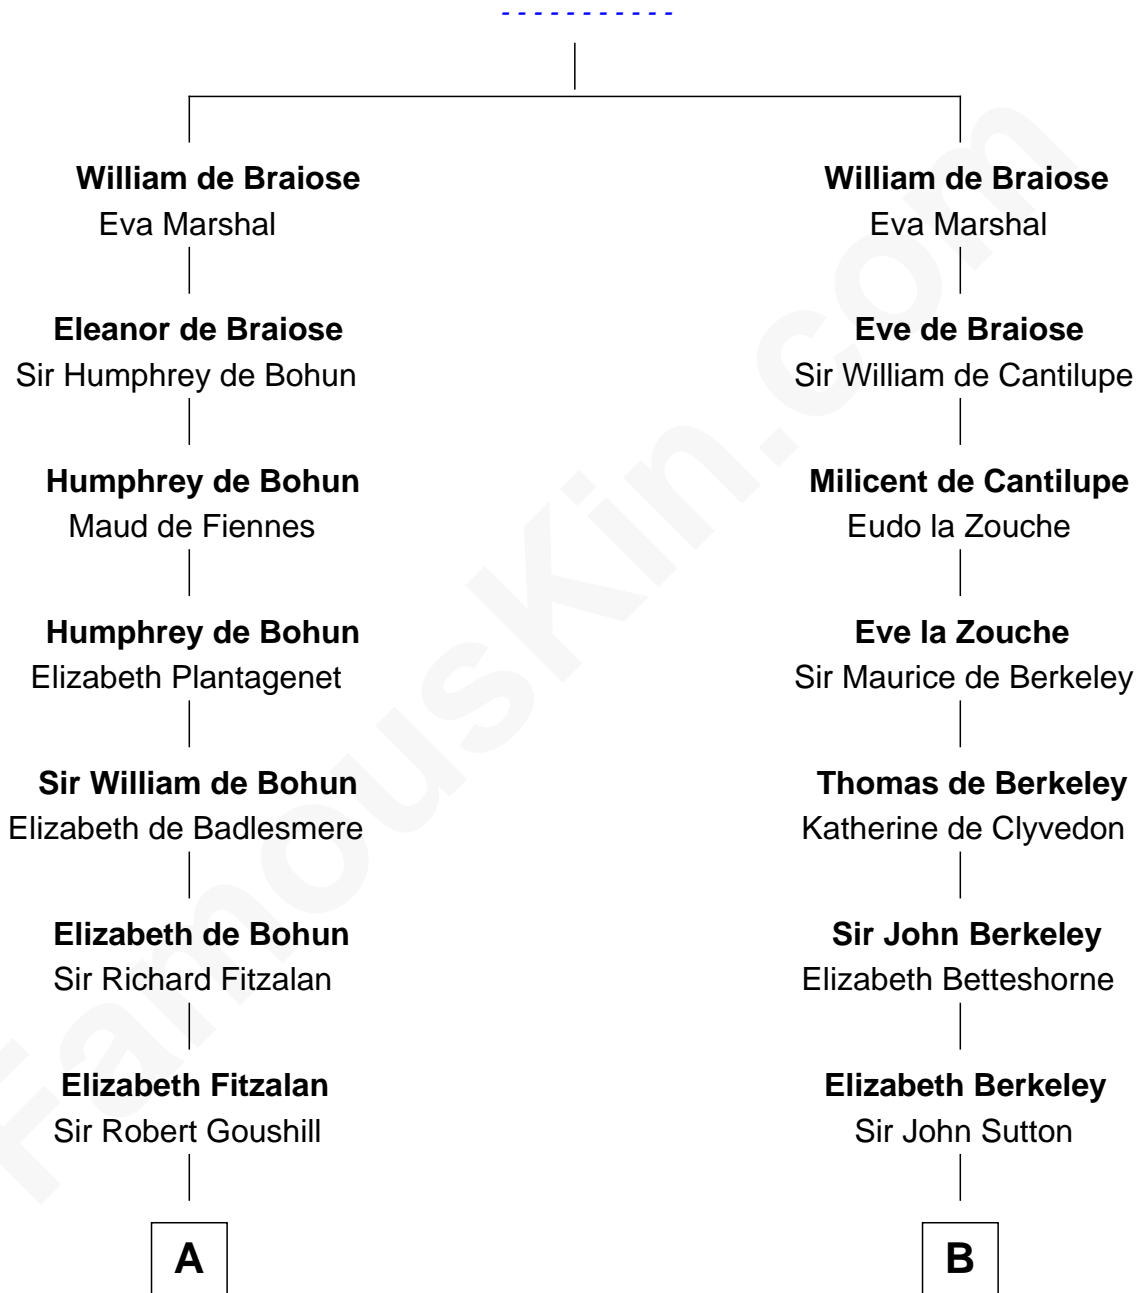 - - - - - - - - - - -
William de Braiose
Eva Marshal
Eleanor de Braiose
Sir Humphrey de Bohun
Humphrey de Bohun
Maud de Fiennes
Humphrey de Bohun
Elizabeth Plantagenet
Sir William de Bohun
Elizabeth de Badlesmere
Elizabeth de Bohun
Sir Richard Fitzalan
Elizabeth Fitzalan
Sir Robert Goushill
A
William de Braiose
Eva Marshal
Eve de Braiose
Sir William de Cantilupe
Milicent de Cantilupe
Eudo la Zouche
Eve la Zouche
Sir Maurice de Berkeley
Thomas de Berkeley
Katherine de Clyvedon
Sir John Berkeley
Elizabeth Betteshorne
Elizabeth Berkeley
Sir John Sutton
B
FamousKin.com